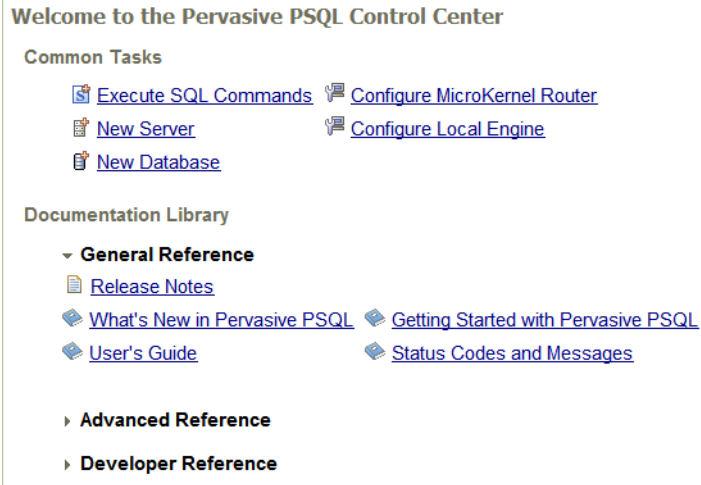 Welcome to the Pervasive PSQL Control Center
Common Tasks
Execute SQL Commands Configure MicroKernel Router
New Server Configure Local Engine
New Database
Documentation Library
General Reference
Release Notes
What's New in Pervasive PSQL Getting Started with Pervasive PSQL
User's Guide Status Codes and Messages
Advanced Reference
Developer Reference